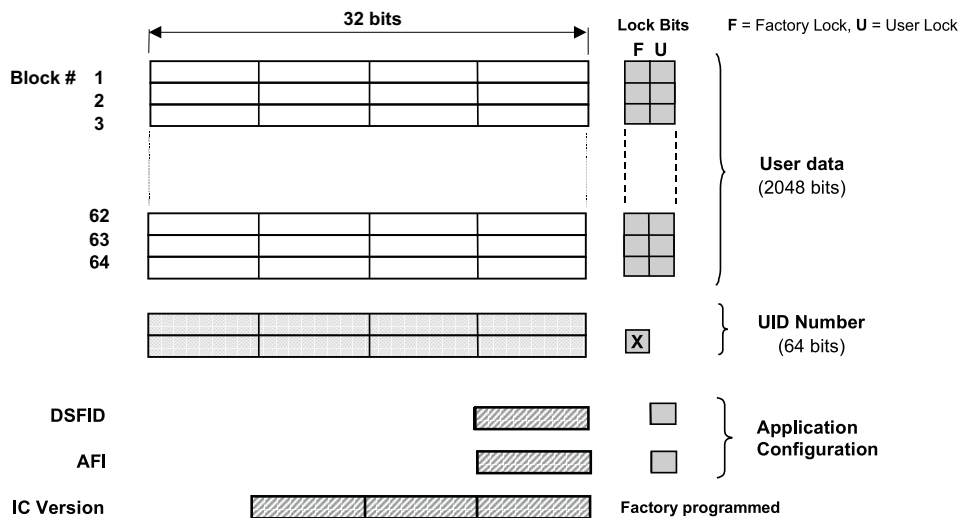 32 bits
Lock Bits
F = Factory Lock, U = User Lock
F U
Block # 1
2
3
User data
(2048 bits)
62
63
64
UID Number
(64 bits)
X
DSFID
Application
Configuration
AFI
IC Version
Factory programmed